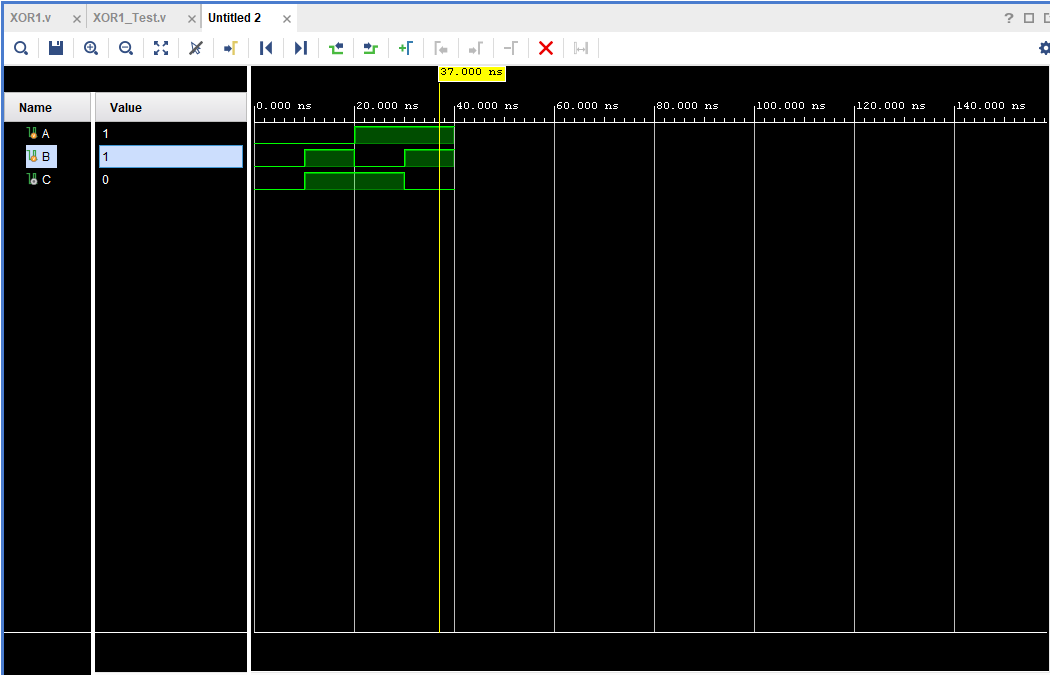 XOR1.v XOR1_Test.v Untitled 2 ?
37.000 ns
Name Value 0.000 ns 20.000 ns 40.000 ns 60.000 ns 80.000 ns 100.000 ns 120.000 ns 140.000 ns
A 1
B 1
C 0